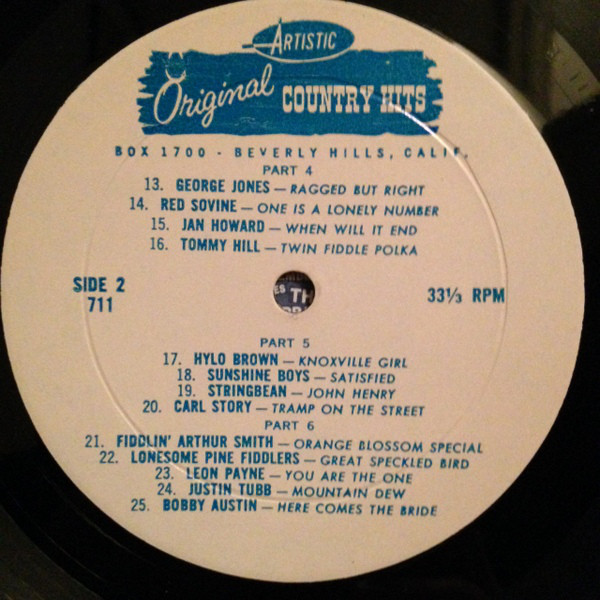 ARTISTIC
Original COUNTRY HITS
BOX 1700 - BEVERLY HILLS, CALIF.
PART 4
13. GEORGE JONES — RAGGED BUT RIGHT
14. RED SOVINE — ONE IS A LONELY NUMBER
15. JAN HOWARD — WHEN WILL IT END
16. TOMMY HILL — TWIN FIDDLE POLKA
SIDE 2
711
33⅓ RPM
PART 5
17. HYLO BROWN — KNOXVILLE GIRL
18. SUNSHINE BOYS — SATISFIED
19. STRINGBEAN — JOHN HENRY
20. CARL STORY — TRAMP ON THE STREET
PART 6
21. FIDDLIN' ARTHUR SMITH — ORANGE BLOSSOM SPECIAL
22. LONESOME PINE FIDDLERS — GREAT SPECKLED BIRD
23. LEON PAYNE — YOU ARE THE ONE
24. JUSTIN TUBB — MOUNTAIN DEW
25. BOBBY AUSTIN — HERE COMES THE BRIDE